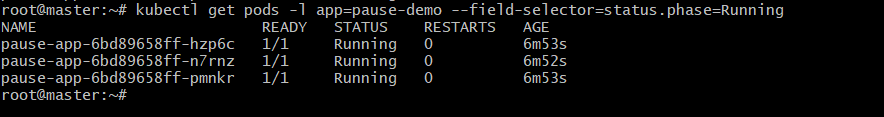 root@master:~# kubectl get pods -l app=pause-demo --field-selector=status.phase=Running
NAME READY STATUS RESTARTS AGE
pause-app-6bd89658ff-hzp6c 1/1 Running 0 6m53s
pause-app-6bd89658ff-n7rnz 1/1 Running 0 6m52s
pause-app-6bd89658ff-pmnkr 1/1 Running 0 6m53s
root@master:~#